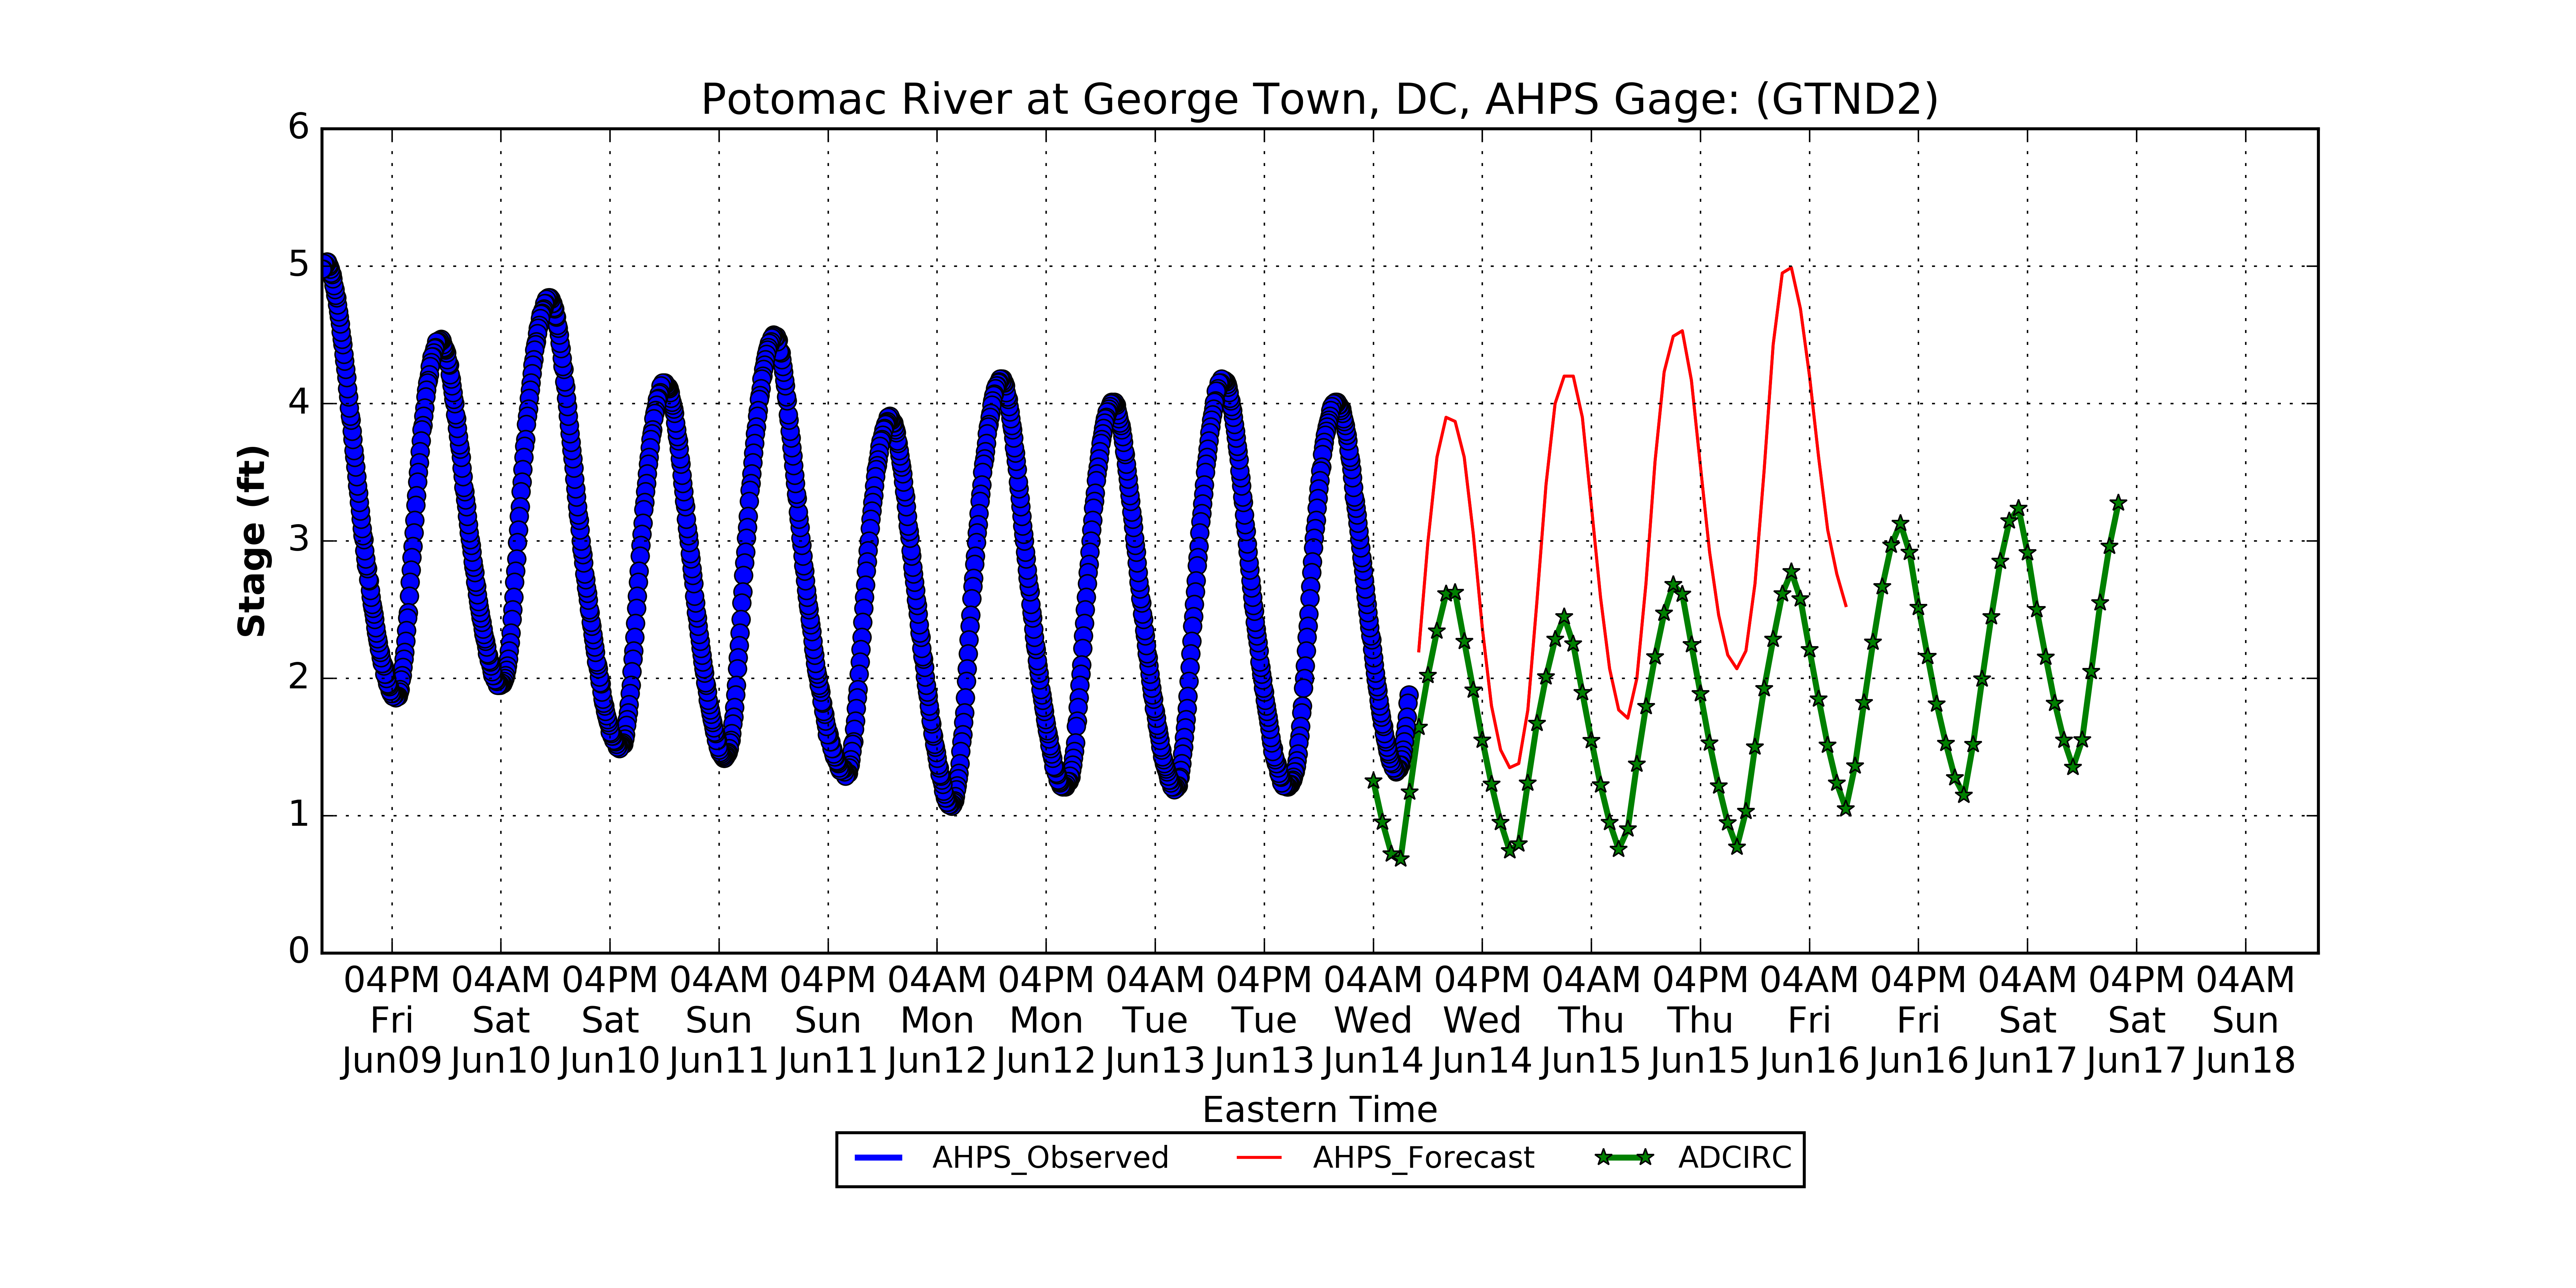 Potomac River at George Town, DC, AHPS Gage: (GTND2)
6
5
4
3
2
1
0
Stage (ft)
04PM 04AM 04PM 04AM 04PM 04AM 04PM 04AM 04PM 04AM 04PM 04AM 04PM 04AM 04PM 04AM 04PM 04AM
Fri Sat Sat Sun Sun Mon Mon Tue Tue Wed Wed Thu Thu Fri Fri Sat Sat Sun
Jun09 Jun10 Jun10 Jun11 Jun11 Jun12 Jun12 Jun13 Jun13 Jun14 Jun14 Jun15 Jun15 Jun16 Jun16 Jun17 Jun17 Jun18
Eastern Time
AHPS_Observed AHPS_Forecast ADCIRC